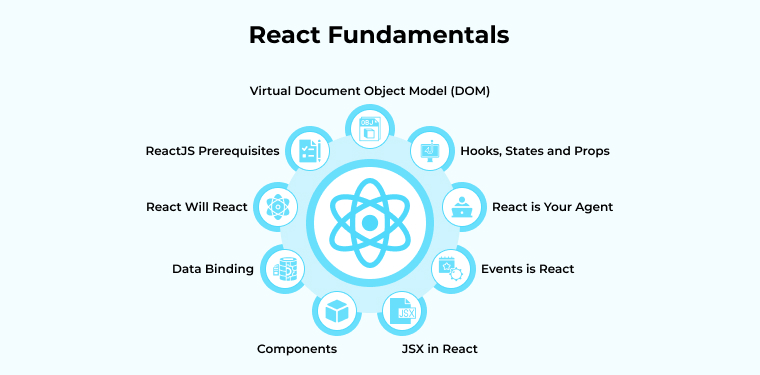 React Fundamentals
Virtual Document Object Model (DOM)
OBJ
ReactJS Prerequisites
Hooks, States and Props
React Will React
React is Your Agent
Data Binding
Events is React
JSX
Components
JSX in React